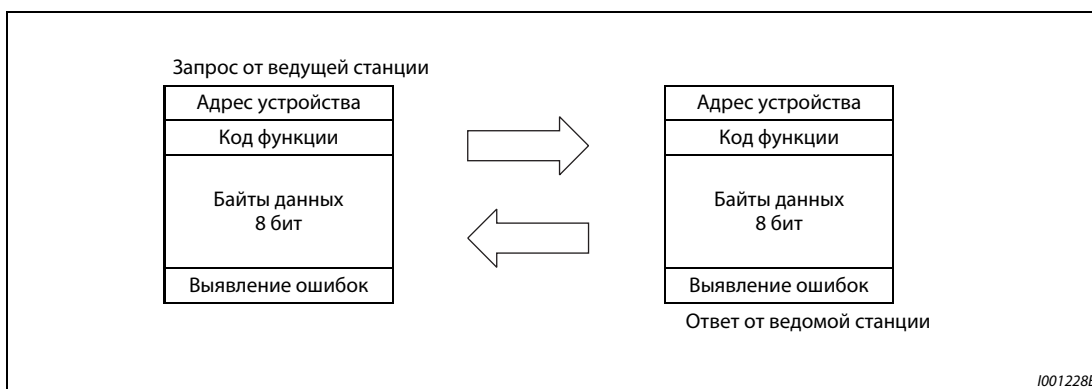 Запрос от ведущей станции
Адрес устройства
Код функции
Байты данных
8 бит
Выявление ошибок
Адрес устройства
Код функции
Байты данных
8 бит
Выявление ошибок
Ответ от ведомой станции
I001228E